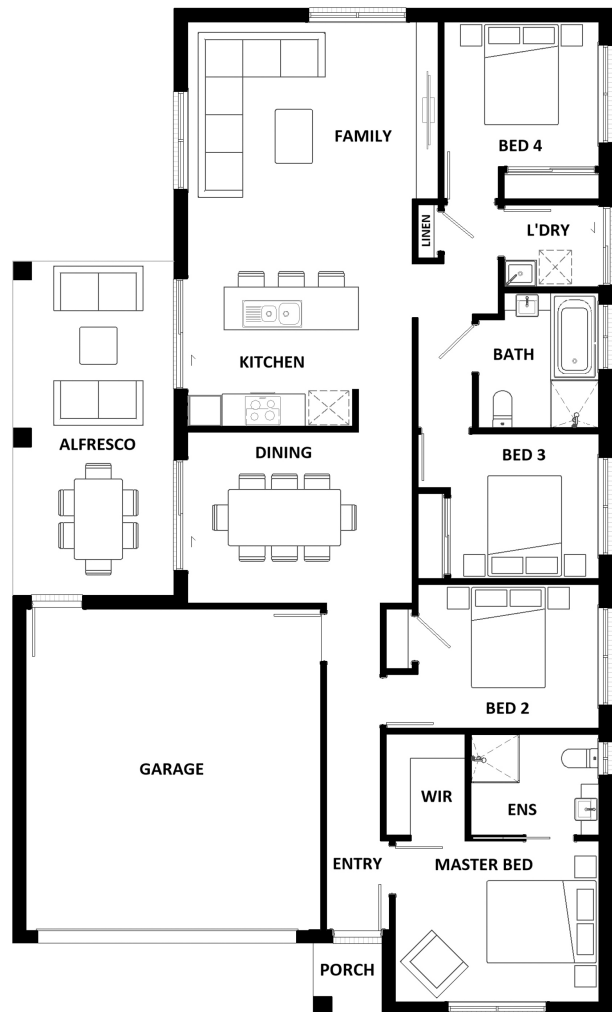 FAMILY
BED 4
LINEN
L'DRY
KITCHEN
BATH
ALFRESCO
DINING
BED 3
BED 2
GARAGE
WIR
ENS
ENTRY
MASTER BED
PORCH